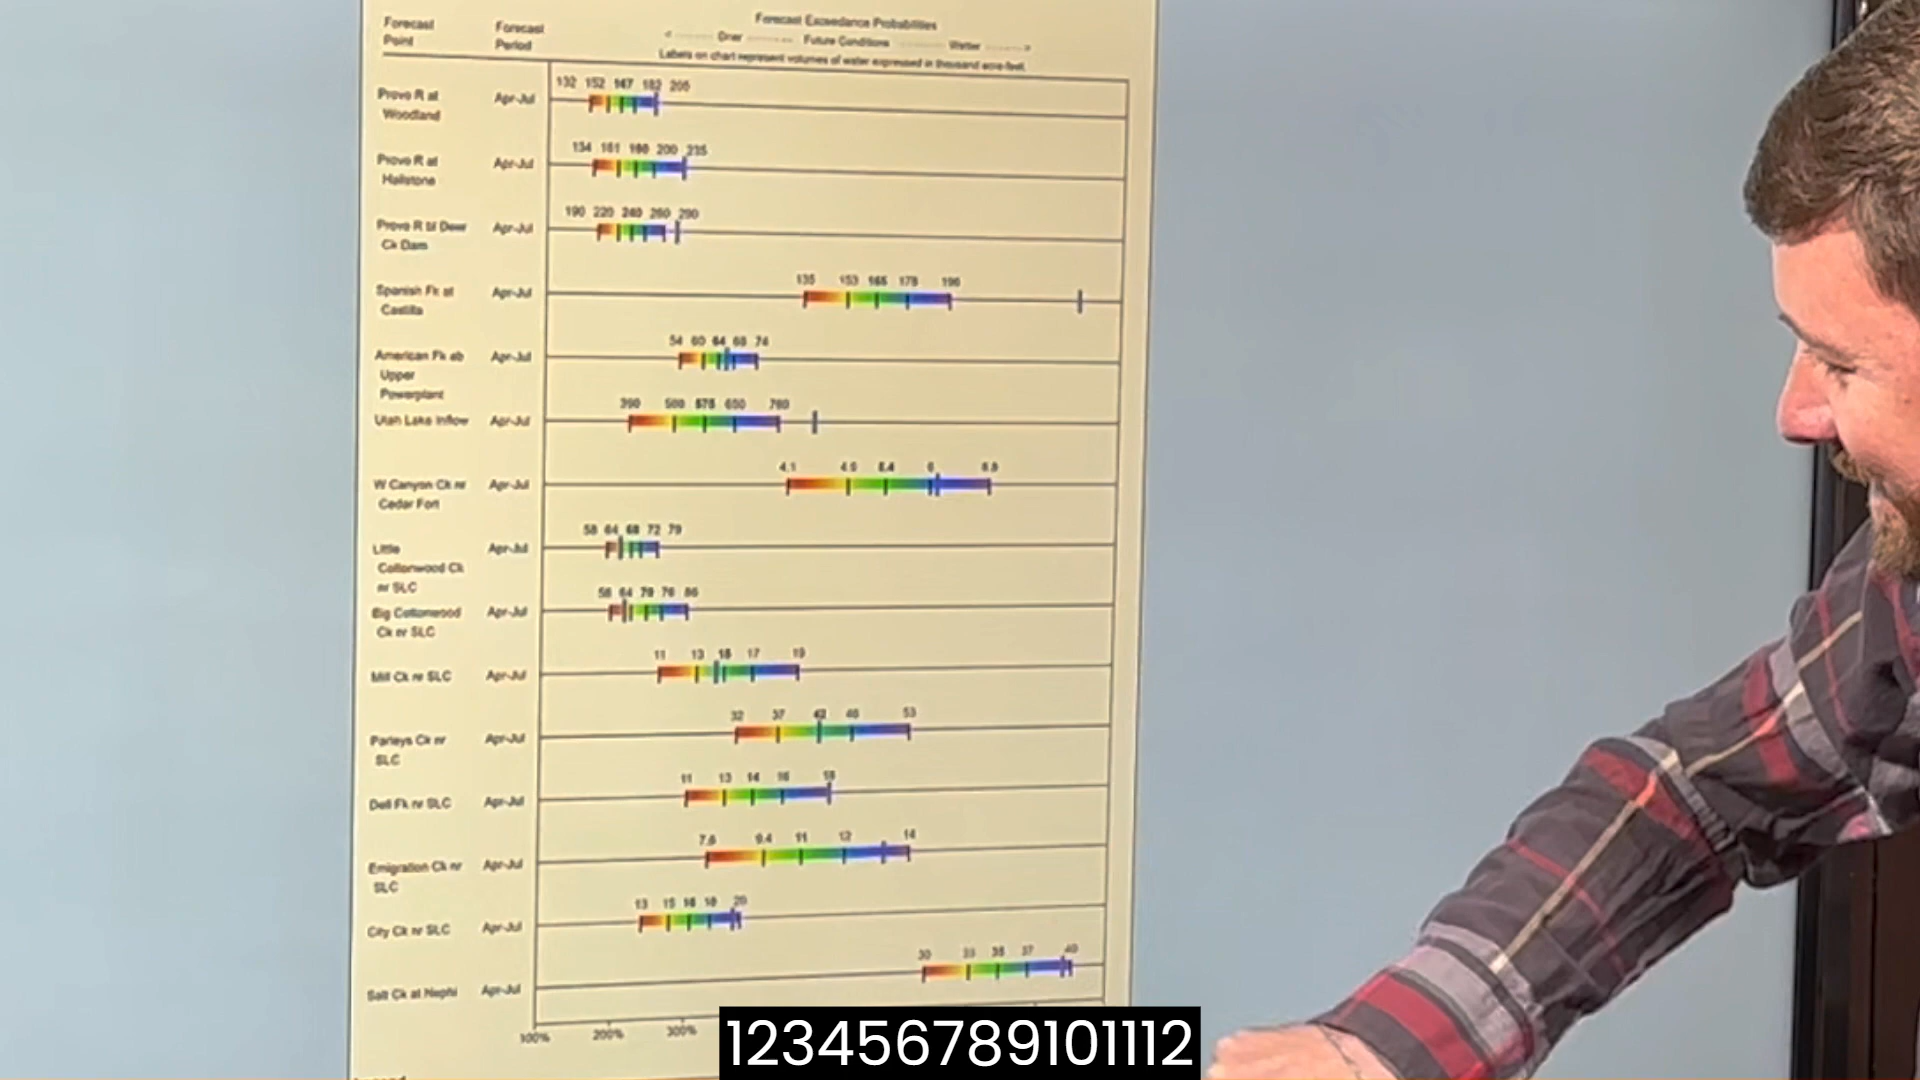 Forecast Point
Forecast Period
Forecast Exceedance Probabilities
< Drier Future Conditions Wetter >
Labels on chart represent volumes of water expressed in thousand acre-feet.
Provo R at Woodland Apr-Jul 132 152 167 182 205
Provo R at Hailstone Apr-Jul 134 161 180 200 235
Provo R bl Deer Ck Dam Apr-Jul 190 220 240 260 290
Spanish Fk at Castilla Apr-Jul 135 153 165 178 196
American Fk ab Upper Powerplant Apr-Jul 54 60 64 68 74
Utah Lake Inflow Apr-Jul 390 500 575 650 760
W Canyon Ck nr Cedar Fort Apr-Jul 4.1 4.9 5.4 6 6.8
Little Cottonwood Ck nr SLC Apr-Jul 58 64 68 72 79
Big Cottonwood Ck nr SLC Apr-Jul 58 64 70 76 86
Mill Ck nr SLC Apr-Jul 11 13 15 17 19
Parleys Ck nr SLC Apr-Jul 32 37 42 46 53
Dell Fk nr SLC Apr-Jul 11 13 14 16 18
Emigration Ck nr SLC Apr-Jul 7.6 9.4 11 12 14
City Ck nr SLC Apr-Jul 13 15 16 18 20
Salt Ck at Nephi Apr-Jul 30 33 35 37 40
100% 200% 300%
123456789101112